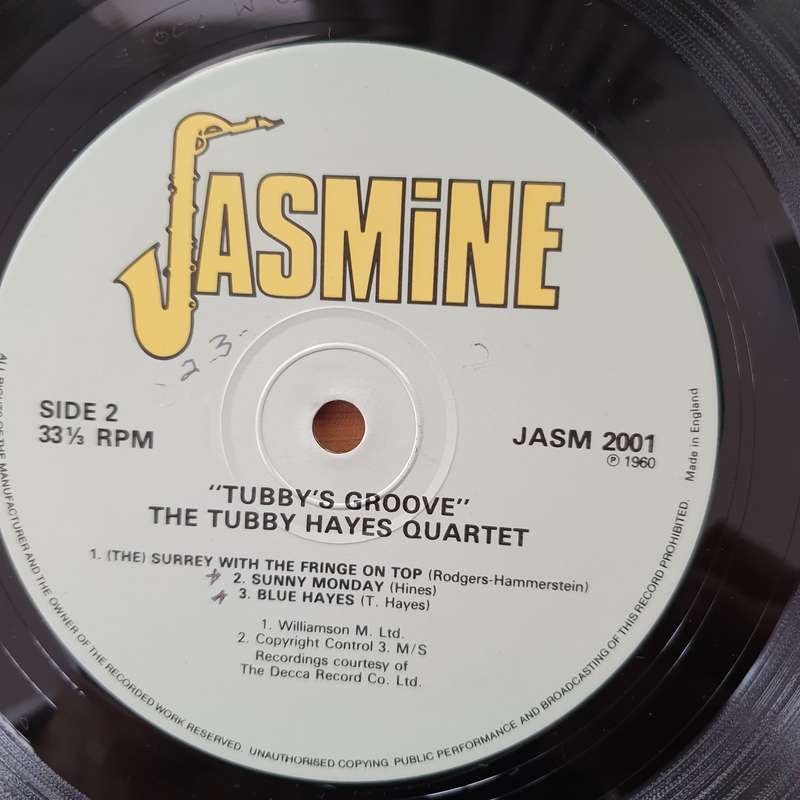 JASMiNE
2 3
SIDE 2
33⅓ RPM
JASM 2001
℗ 1960
Made in England
"TUBBY'S GROOVE"
THE TUBBY HAYES QUARTET
1. (THE) SURREY WITH THE FRINGE ON TOP (Rodgers-Hammerstein)
2. SUNNY MONDAY (Hines)
3. BLUE HAYES (T. Hayes)
1. Williamson M. Ltd.
2. Copyright Control 3. M/S
Recordings courtesy of
The Decca Record Co. Ltd.
ALL RIGHTS OF THE MANUFACTURER AND THE OWNER OF THE RECORDED WORK RESERVED. UNAUTHORISED COPYING PUBLIC PERFORMANCE AND BROADCASTING OF THIS RECORD PROHIBITED.